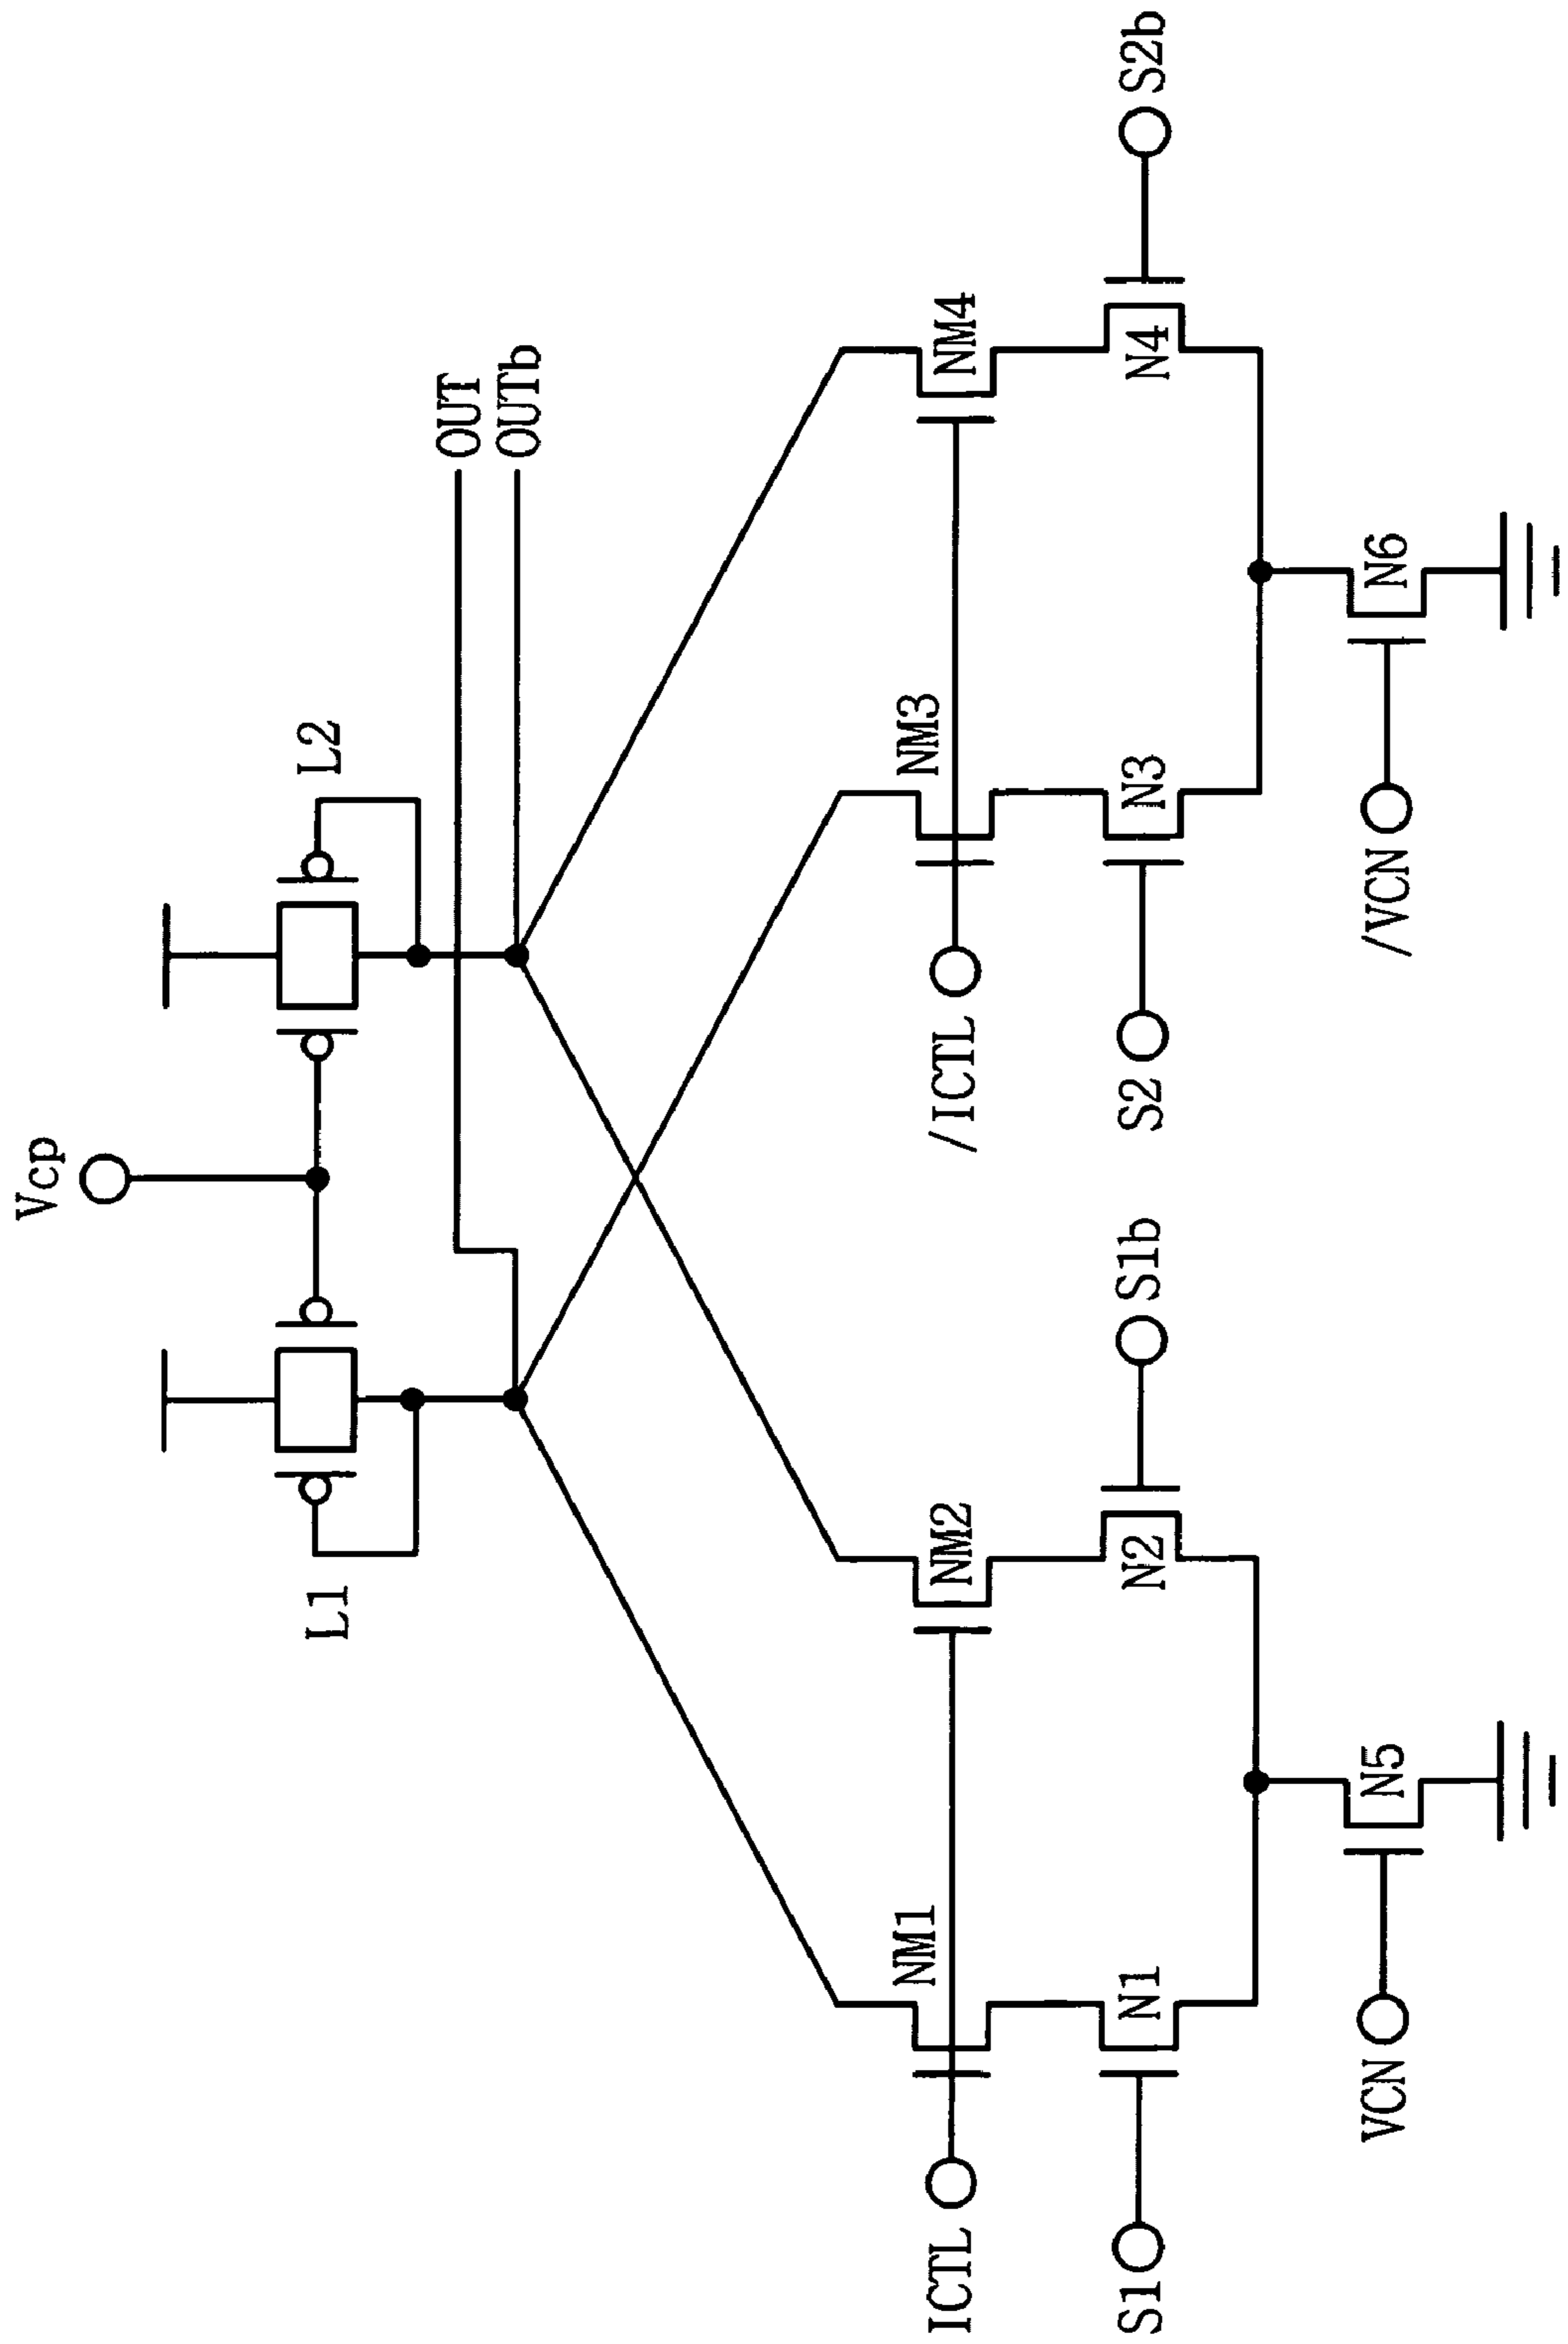 Vcp
L1
L2
OUT
OUTb
NM1
NM2
NM3
NM4
ICTL
/ICTL
S1
N1
N2
S1b
S2
N3
N4
S2b
VCN
N5
/VCN
N6